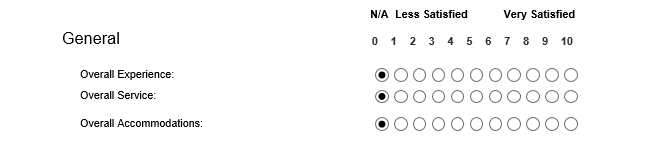 N/A Less Satisfied Very Satisfied
General 0 1 2 3 4 5 6 7 8 9 10
Overall Experience:
Overall Service:
Overall Accommodations: